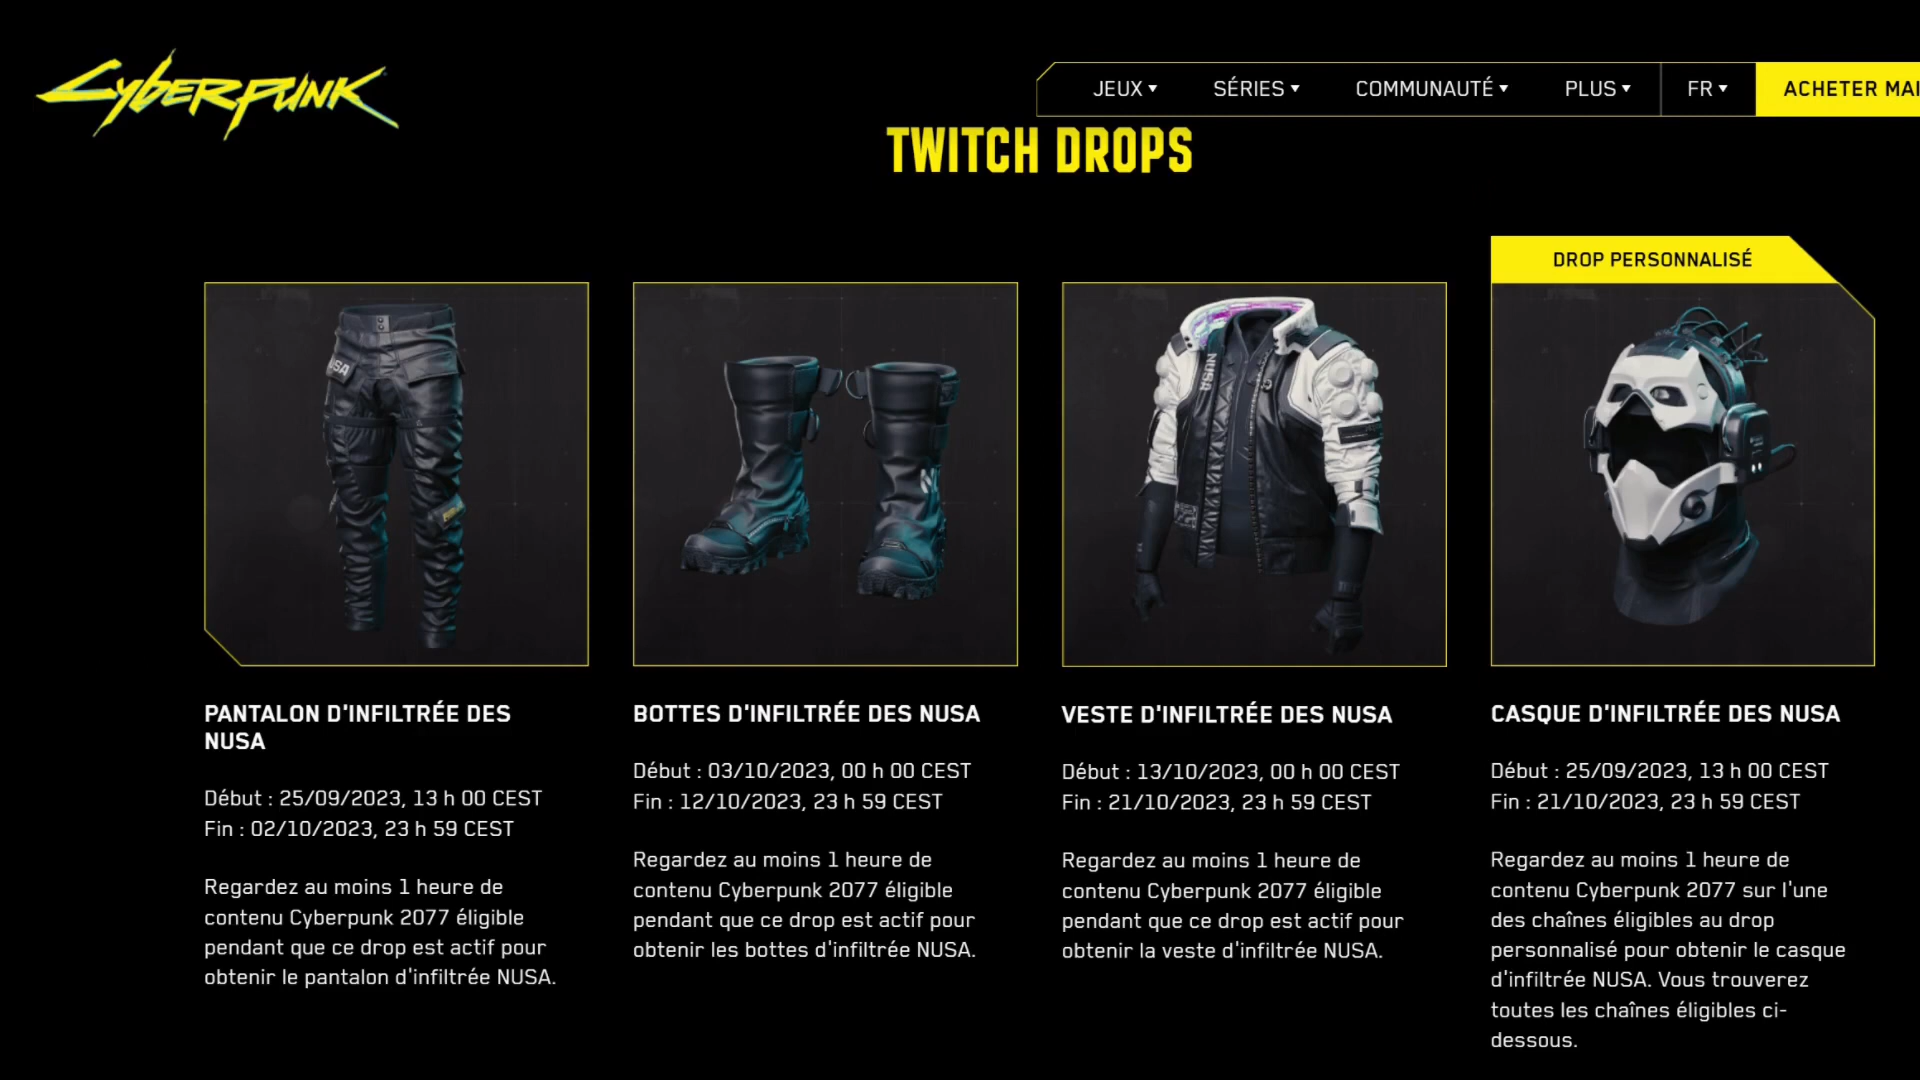 CYBERPUNK
JEUX
SÉRIES
COMMUNAUTÉ
PLUS
FR
ACHETER MAI
TWITCH DROPS
DROP PERSONNALISÉ
NUSA
PANTALON D'INFILTRÉE DES
NUSA
Début : 25/09/2023, 13 h 00 CEST
Fin : 02/10/2023, 23 h 59 CEST
Regardez au moins 1 heure de
contenu Cyberpunk 2077 éligible
pendant que ce drop est actif pour
obtenir le pantalon d'infiltrée NUSA.
BOTTES D'INFILTRÉE DES NUSA
Début : 03/10/2023, 00 h 00 CEST
Fin : 12/10/2023, 23 h 59 CEST
Regardez au moins 1 heure de
contenu Cyberpunk 2077 éligible
pendant que ce drop est actif pour
obtenir les bottes d'infiltrée NUSA.
VESTE D'INFILTRÉE DES NUSA
Début : 13/10/2023, 00 h 00 CEST
Fin : 21/10/2023, 23 h 59 CEST
Regardez au moins 1 heure de
contenu Cyberpunk 2077 éligible
pendant que ce drop est actif pour
obtenir la veste d'infiltrée NUSA.
CASQUE D'INFILTRÉE DES NUSA
Début : 25/09/2023, 13 h 00 CEST
Fin : 21/10/2023, 23 h 59 CEST
Regardez au moins 1 heure de
contenu Cyberpunk 2077 sur l'une
des chaînes éligibles au drop
personnalisé pour obtenir le casque
d'infiltrée NUSA. Vous trouverez
toutes les chaînes éligibles ci-
dessous.